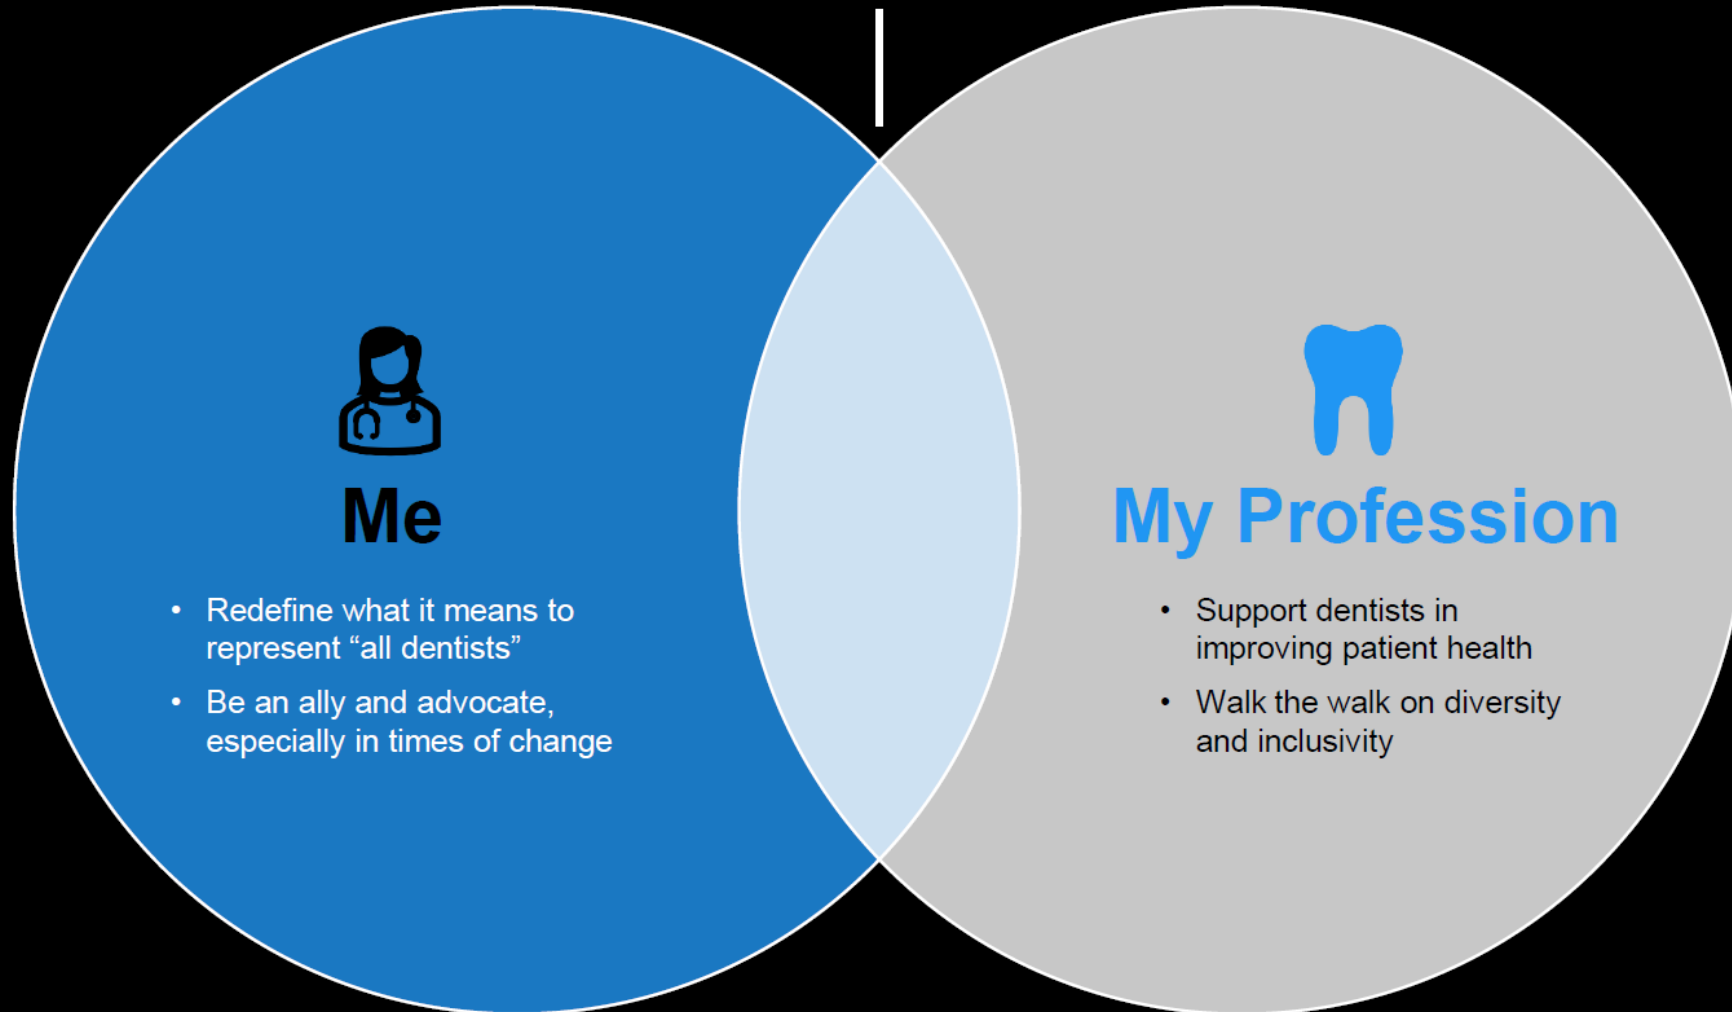 Me
• Redefine what it means to
represent “all dentists”
• Be an ally and advocate,
especially in times of change
My Profession
• Support dentists in
improving patient health
• Walk the walk on diversity
and inclusivity